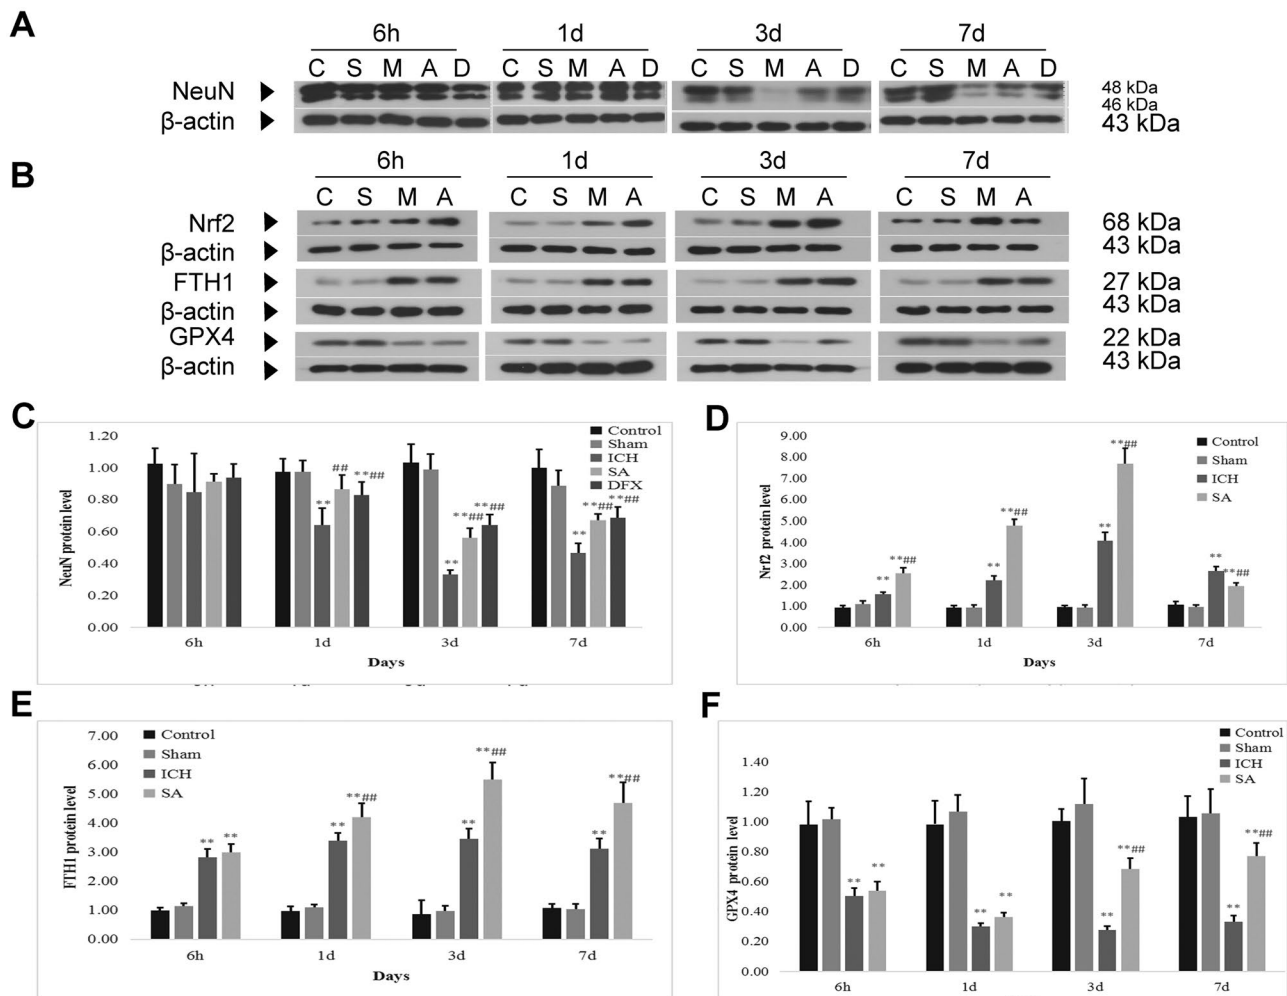 A
6h 1d 3d 7d
C S M A D C S M A D C S M A D C S M A D
NeuN 48 kDa
46 kDa
β-actin 43 kDa
B
6h 1d 3d 7d
C S M A C S M A C S M A C S M A
Nrf2 68 kDa
β-actin 43 kDa
FTH1 27 kDa
β-actin 43 kDa
GPX4 22 kDa
β-actin 43 kDa
C
NeuN protein level
1.20
1.00
0.80
0.60
0.40
0.20
0.00
Control
Sham
ICH
SA
DFX
** ## **## ** **## **## ** **## **##
6h 1d 3d 7d
Days
D
Nrf2 protein level
9.00
8.00
7.00
6.00
5.00
4.00
3.00
2.00
1.00
0.00
Control
Sham
ICH
SA
** **## ** **## ** **## ** **##
6h 1d 3d 7d
Days
E
FTH1 protein level
7.00
6.00
5.00
4.00
3.00
2.00
1.00
0.00
Control
Sham
ICH
SA
** ** ** **## ** **## ** **##
6h 1d 3d 7d
Days
F
GPX4 protein level
1.40
1.20
1.00
0.80
0.60
0.40
0.20
0.00
Control
Sham
ICH
SA
** ** ** ** ** **## ** **##
6h 1d 3d 7d